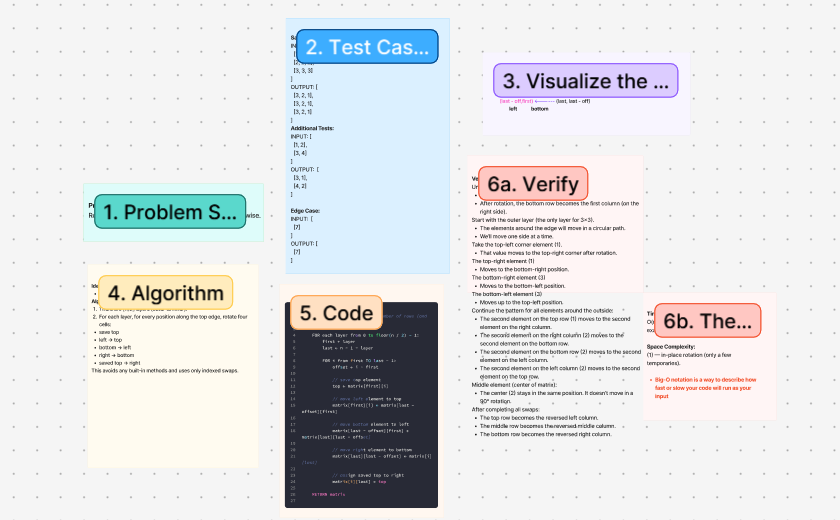 1. Problem S...
wise.
2. Test Cas...
[3, 3, 3]
]
OUTPUT: [
[3, 2, 1],
[3, 2, 1],
[3, 2, 1]
]
Additional Tests:
INPUT: [
[1, 2],
[3, 4]
]
OUTPUT: [
[3, 1],
[4, 2]
]
Edge Case:
INPUT: [
[7]
]
OUTPUT: [
[7]
]
3. Visualize the ...
(last - off,first) <------- (last, last - off)
left bottom
4. Algorithm
2. For each layer, for every position along the top edge, rotate four
cells:
• save top
• left → top
• bottom → left
• right → bottom
• saved top → right
This avoids any built-in methods and uses only indexed swaps.
5. Code
FOR each layer from 0 to floor(n / 2) - 1:
first = layer
last = n - 1 - layer
FOR i from first TO last - 1:
offset = i - first
// save top element
top = matrix[first][i]
// move left element to top
matrix[first][i] = matrix[last -
offset][first]
// move bottom element to left
matrix[last - offset][first] =
matrix[last][last - offset]
// move right element to bottom
matrix[last][last - offset] = matrix[i]
[last]
// assign saved top to right
matrix[i][last] = top
RETURN matrix
6a. Verify
• After rotation, the bottom row becomes the first column (on the
right side).
Start with the outer layer (the only layer for 3×3).
• The elements around the edge will move in a circular path.
• We'll move one side at a time.
Take the top-left corner element (1).
• That value moves to the top-right corner after rotation.
The top-right element (1)
• Moves to the bottom-right position.
The bottom-right element (3)
• Moves to the bottom-left position.
The bottom-left element (3)
• Moves up to the top-left position.
Continue the pattern for all elements around the outside:
• The second element on the top row (1) moves to the second
element on the right column.
• The second element on the right column (2) moves to the
second element on the bottom row.
• The second element on the bottom row (2) moves to the second
element on the left column.
• The second element on the left column (2) moves to the second
element on the top row.
Middle element (center of matrix):
• The center (2) stays in the same position. It doesn't move in a
90° rotation.
After completing all swaps:
• The top row becomes the reversed left column.
• The middle row becomes the reversed middle column.
• The bottom row becomes the reversed right column.
6b. The...
Space Complexity:
(1) — in-place rotation (only a few
temporaries).
• Big-O notation is a way to describe how
fast or slow your code will run as your
input